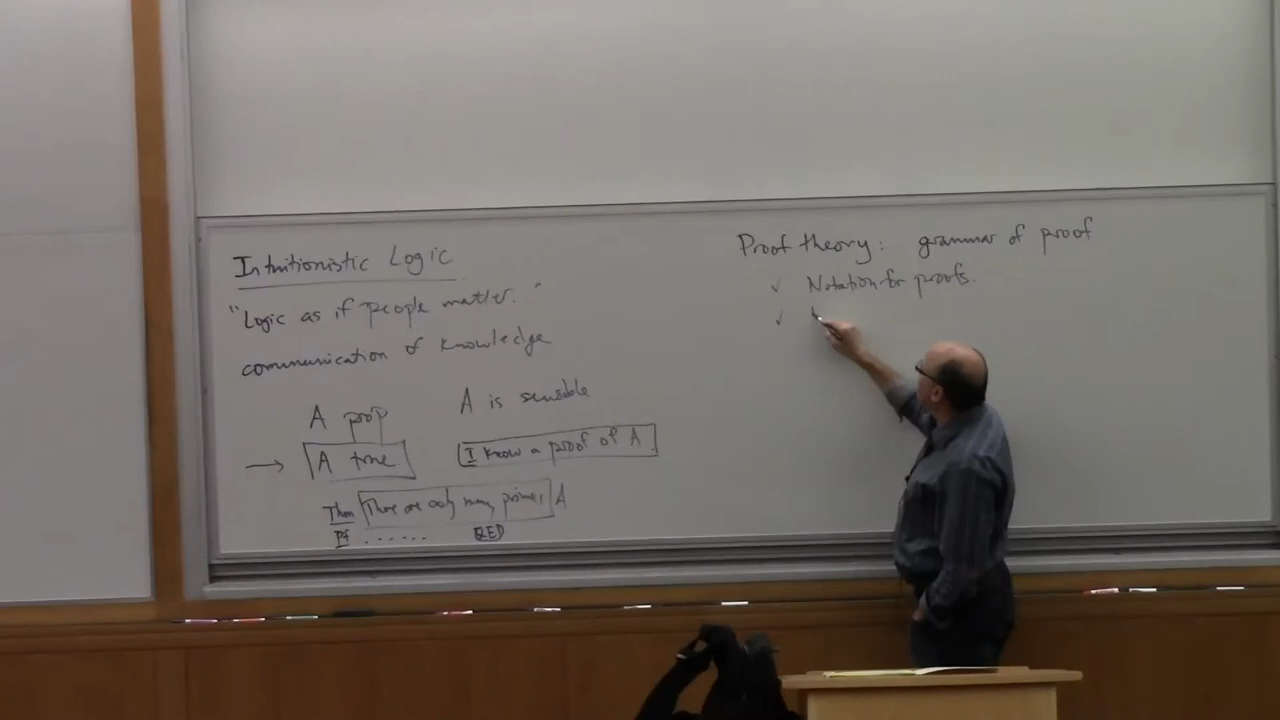 Intuitionistic Logic
"Logic as if people matter."
communication of knowledge
A prop A is sensible
→ A true I know a proof of A.
Thm There are only many primes A
Pf ...... QED
Proof theory: grammar of proof
✓ Notation for proofs.
✓